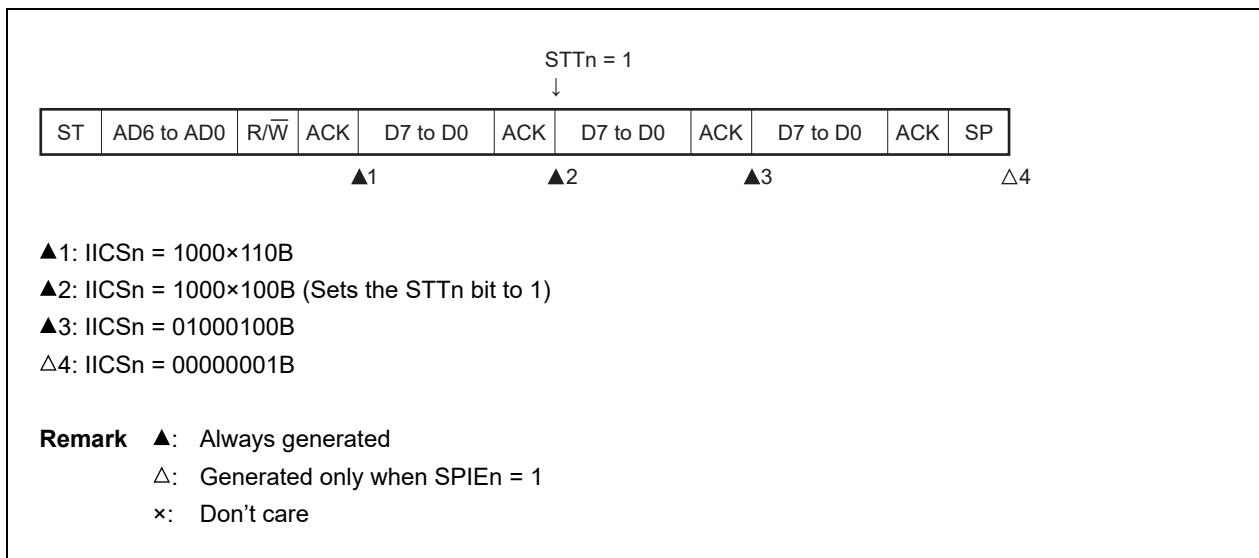 STTn = 1
↓
ST AD6 to AD0 R/W̅ ACK D7 to D0 ACK D7 to D0 ACK D7 to D0 ACK SP
▲1 ▲2 ▲3 △4
▲1: IICSn = 1000×110B
▲2: IICSn = 1000×100B (Sets the STTn bit to 1)
▲3: IICSn = 01000100B
△4: IICSn = 00000001B
Remark ▲: Always generated
△: Generated only when SPIEn = 1
×: Don’t care